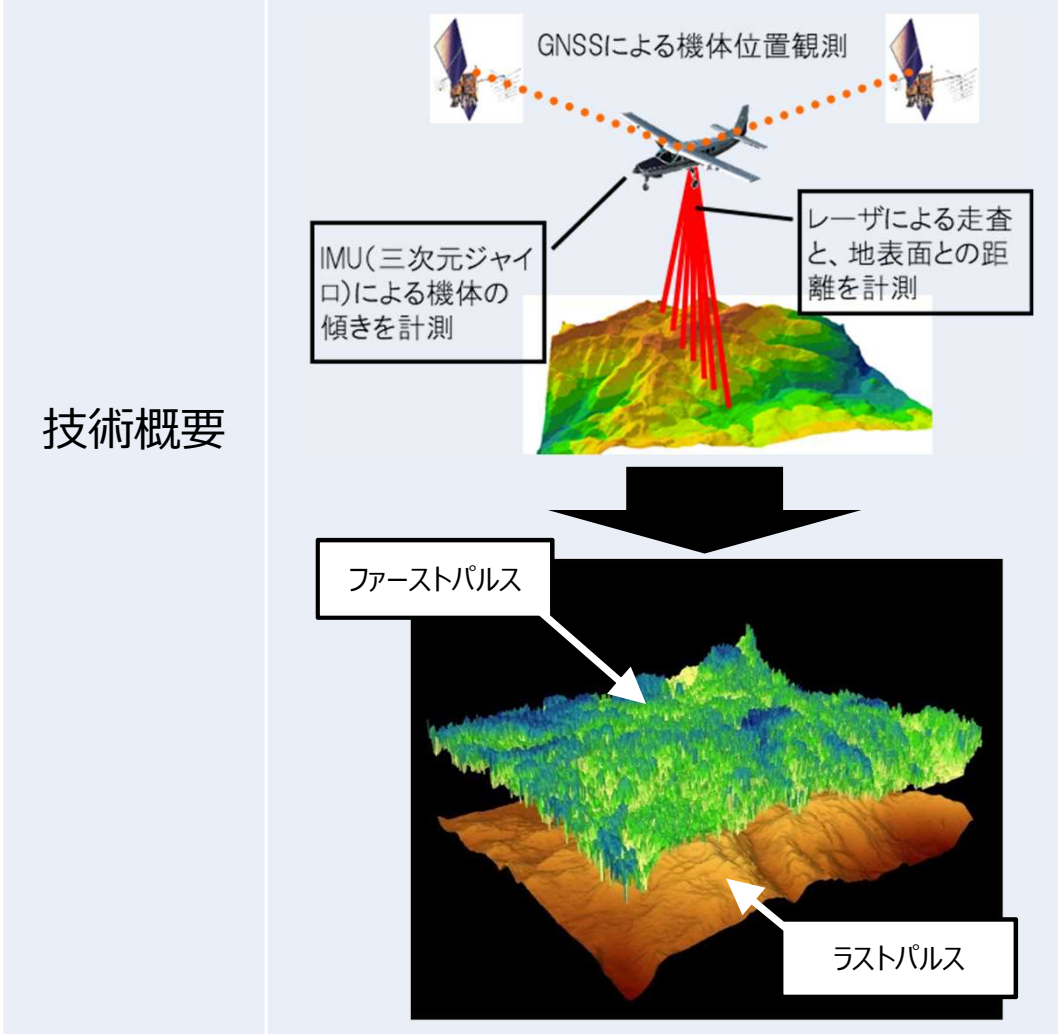 技術概要
GNSSによる機体位置観測
IMU(三次元ジャイ
ロ)による機体の
傾きを計測
レーザによる走査
と、地表面との距
離を計測
ファーストパルス
ラストパルス